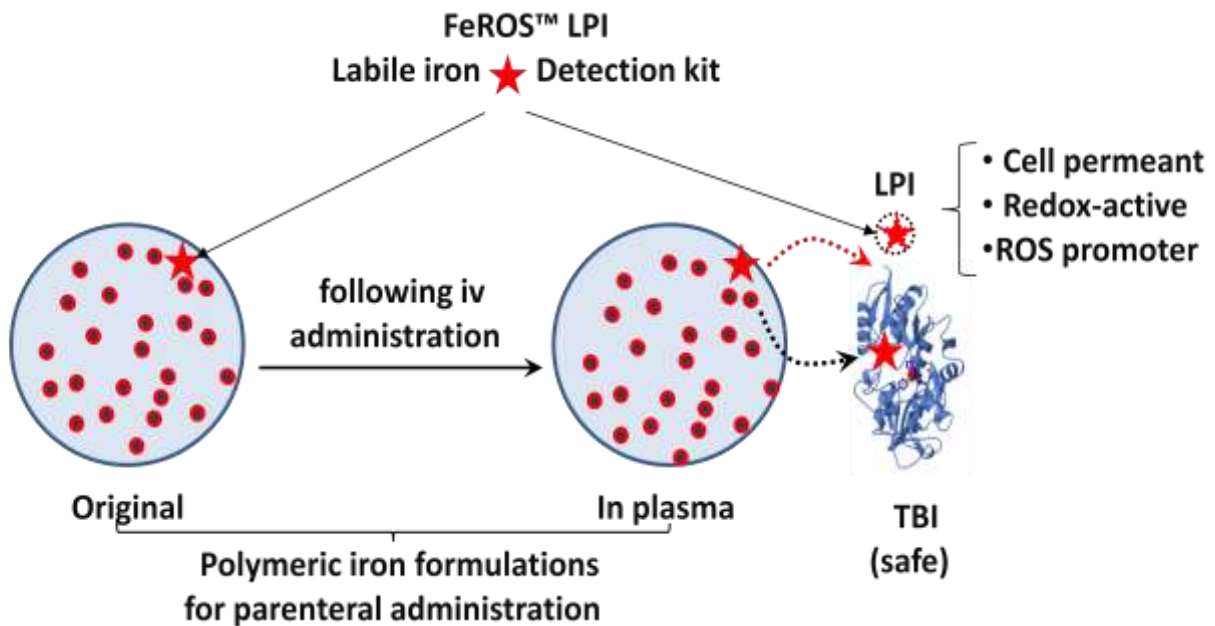 FeROS™ LPI
Labile iron Detection kit
LPI
• Cell permeant
• Redox-active
•ROS promoter
following iv
administration
Original
In plasma
TBI
(safe)
Polymeric iron formulations
for parenteral administration